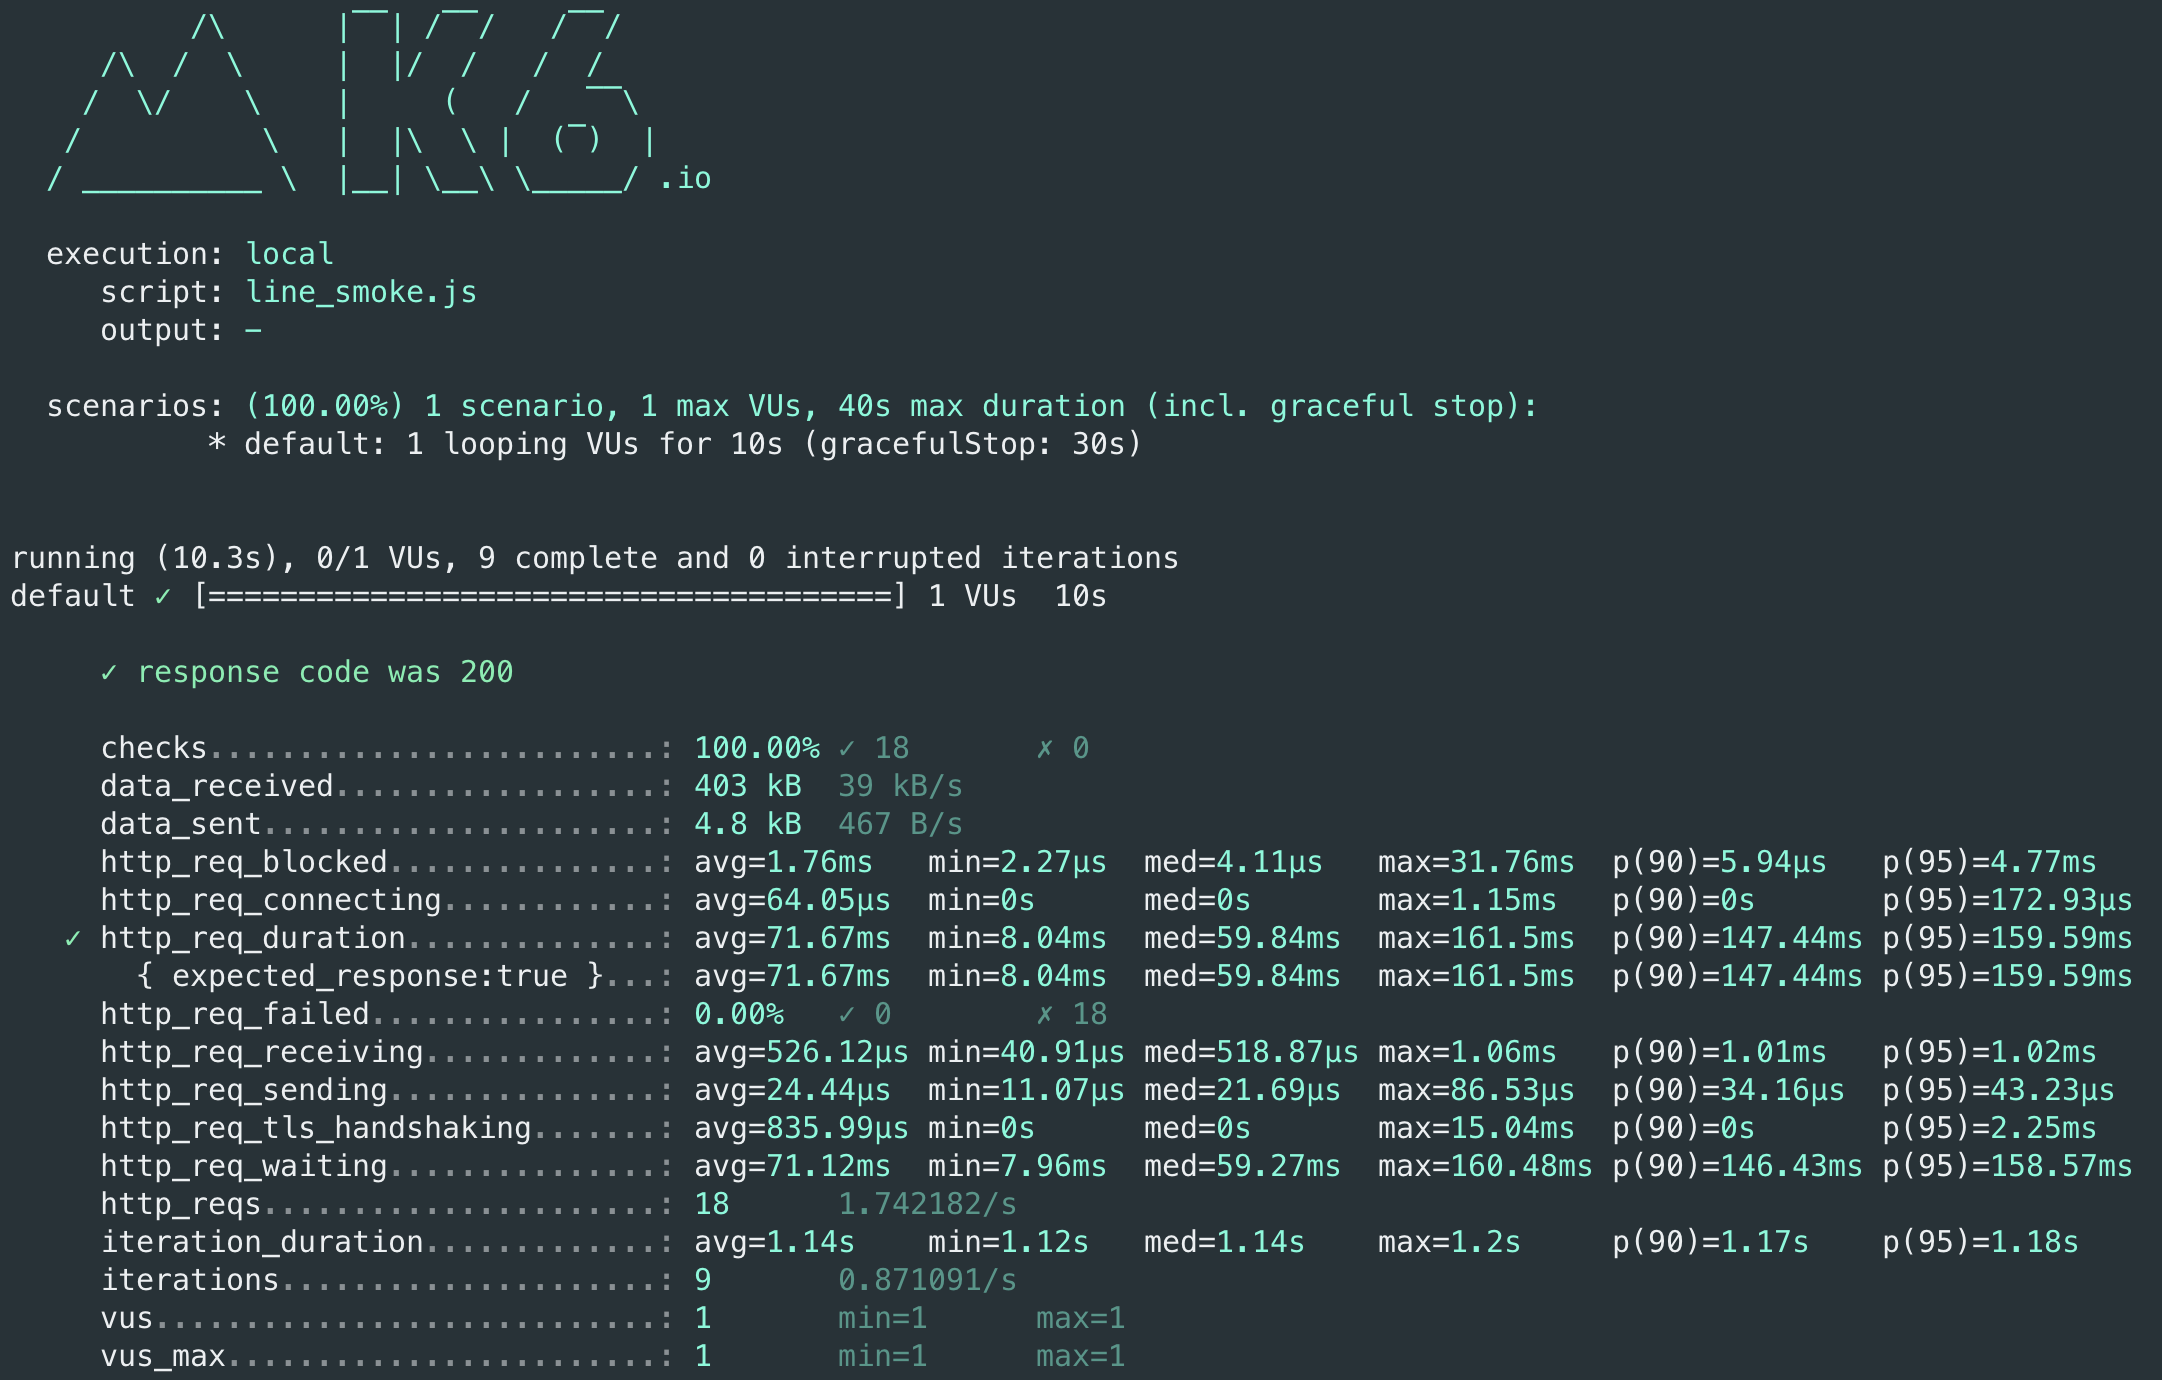 /\      |‾‾| /‾‾/   /‾‾/
     /\  /  \     |  |/  /   /  /
    /  \/    \    |     (   /   ‾‾\
   /          \   |  |\  \ |  (‾)  |
  / __________ \  |__| \__\ \_____/ .io

  execution: local
     script: line_smoke.js
     output: -

  scenarios: (100.00%) 1 scenario, 1 max VUs, 40s max duration (incl. graceful stop):
           * default: 1 looping VUs for 10s (gracefulStop: 30s)

running (10.3s), 0/1 VUs, 9 complete and 0 interrupted iterations
default ✓ [======================================] 1 VUs  10s

     ✓ response code was 200

     checks.........................: 100.00% ✓ 18       ✗ 0
     data_received..................: 403 kB  39 kB/s
     data_sent......................: 4.8 kB  467 B/s
     http_req_blocked...............: avg=1.76ms   min=2.27µs  med=4.11µs   max=31.76ms  p(90)=5.94µs   p(95)=4.77ms
     http_req_connecting............: avg=64.05µs  min=0s      med=0s       max=1.15ms   p(90)=0s       p(95)=172.93µs
   ✓ http_req_duration..............: avg=71.67ms  min=8.04ms  med=59.84ms  max=161.5ms  p(90)=147.44ms p(95)=159.59ms
       { expected_response:true }...: avg=71.67ms  min=8.04ms  med=59.84ms  max=161.5ms  p(90)=147.44ms p(95)=159.59ms
     http_req_failed................: 0.00%   ✓ 0        ✗ 18
     http_req_receiving.............: avg=526.12µs min=40.91µs med=518.87µs max=1.06ms   p(90)=1.01ms   p(95)=1.02ms
     http_req_sending...............: avg=24.44µs  min=11.07µs med=21.69µs  max=86.53µs  p(90)=34.16µs  p(95)=43.23µs
     http_req_tls_handshaking.......: avg=835.99µs min=0s      med=0s       max=15.04ms  p(90)=0s       p(95)=2.25ms
     http_req_waiting...............: avg=71.12ms  min=7.96ms  med=59.27ms  max=160.48ms p(90)=146.43ms p(95)=158.57ms
     http_reqs......................: 18      1.742182/s
     iteration_duration.............: avg=1.14s    min=1.12s   med=1.14s    max=1.2s     p(90)=1.17s    p(95)=1.18s
     iterations.....................: 9       0.871091/s
     vus............................: 1       min=1      max=1
     vus_max........................: 1       min=1      max=1